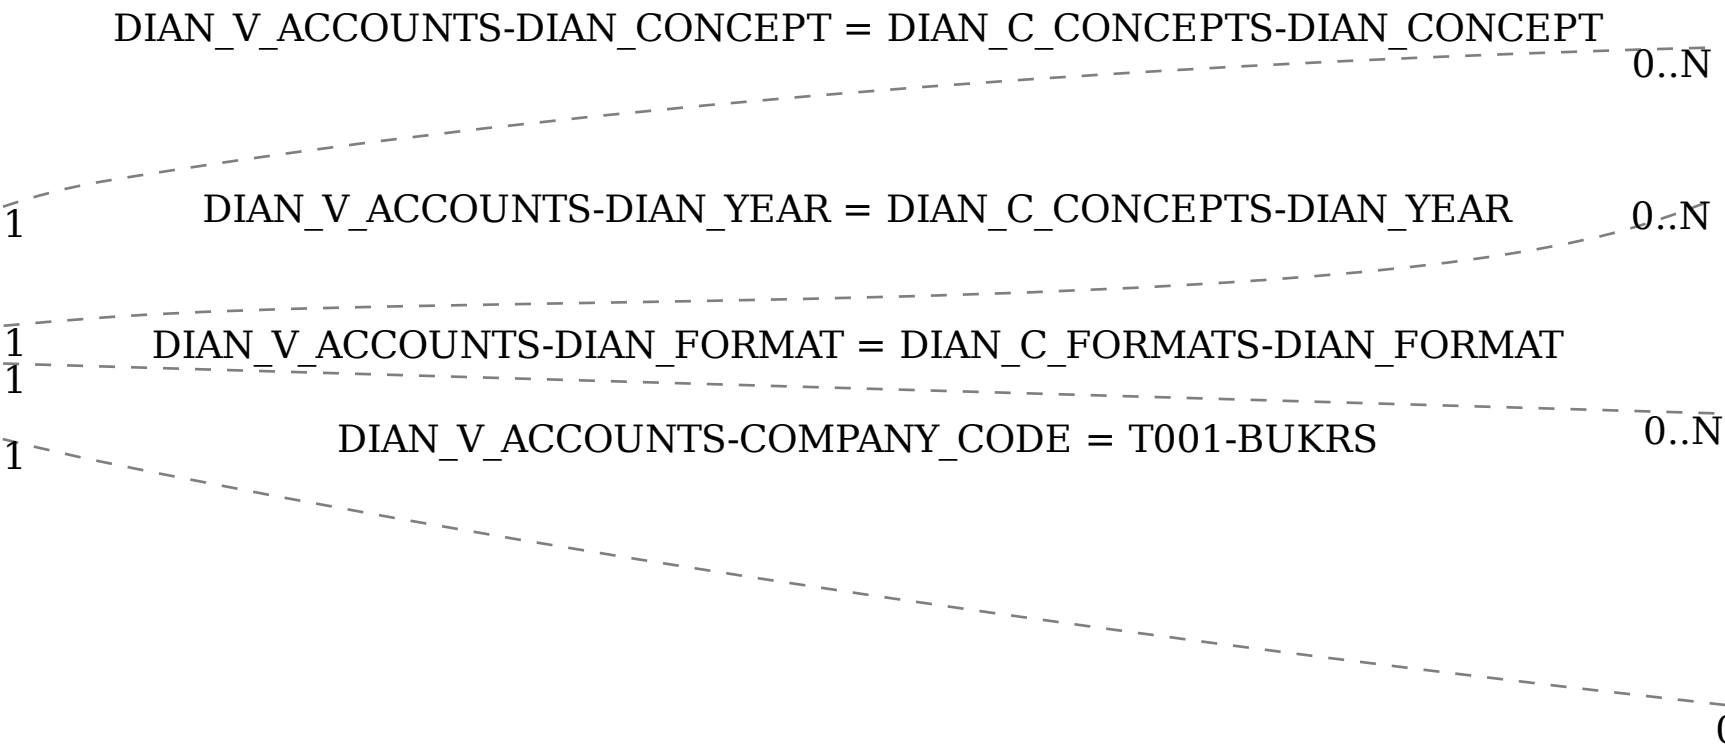 DIAN_V_ACCOUNTS-DIAN_CONCEPT = DIAN_C_CONCEPTS-DIAN_CONCEPT
0..N
1
DIAN_V_ACCOUNTS-DIAN_YEAR = DIAN_C_CONCEPTS-DIAN_YEAR
0..N
1
DIAN_V_ACCOUNTS-DIAN_FORMAT = DIAN_C_FORMATS-DIAN_FORMAT
1
0..N
DIAN_V_ACCOUNTS-COMPANY_CODE = T001-BUKRS
1